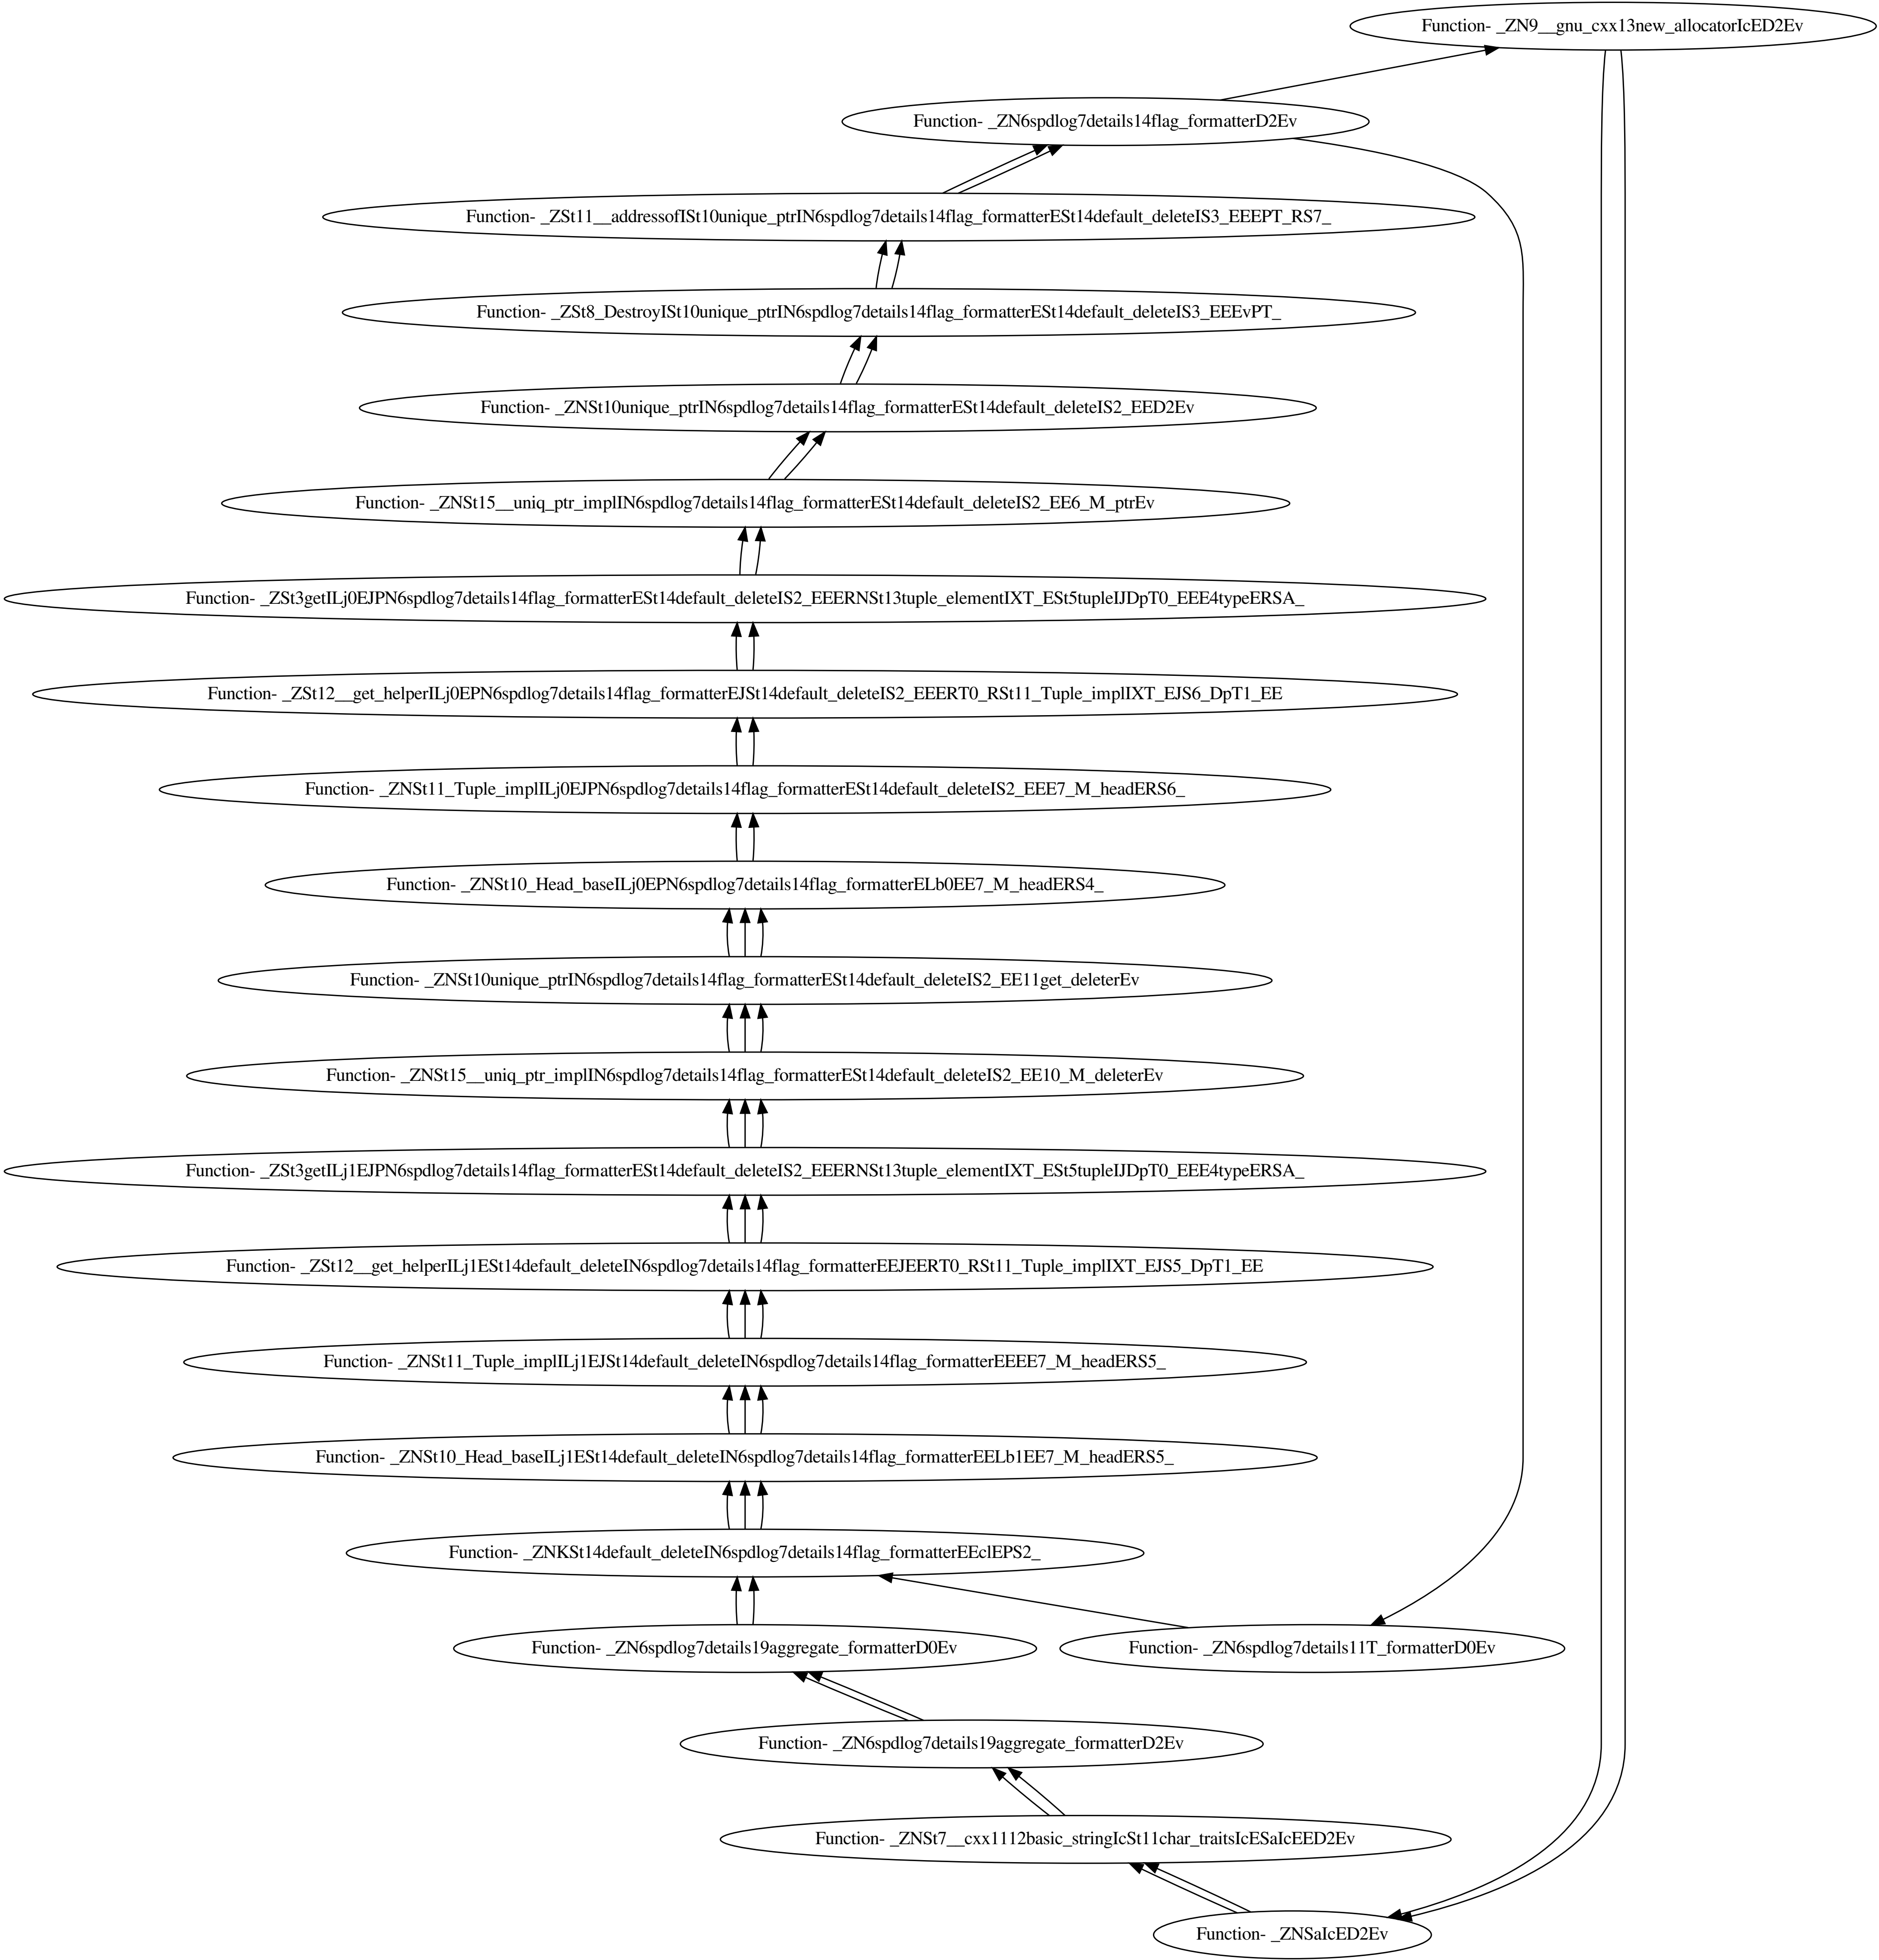 Function- _ZN9__gnu_cxx13new_allocatorIcED2Ev
Function- _ZN6spdlog7details14flag_formatterD2Ev
Function- _ZSt11__addressofISt10unique_ptrIN6spdlog7details14flag_formatterESt14default_deleteIS3_EEEPT_RS7_
Function- _ZSt8_DestroyISt10unique_ptrIN6spdlog7details14flag_formatterESt14default_deleteIS3_EEEvPT_
Function- _ZNSt10unique_ptrIN6spdlog7details14flag_formatterESt14default_deleteIS2_EED2Ev
Function- _ZNSt15__uniq_ptr_implIN6spdlog7details14flag_formatterESt14default_deleteIS2_EE6_M_ptrEv
Function- _ZSt3getILj0EJPN6spdlog7details14flag_formatterESt14default_deleteIS2_EEERNSt13tuple_elementIXT_ESt5tupleIJDpT0_EEE4typeERSA_
Function- _ZSt12__get_helperILj0EPN6spdlog7details14flag_formatterEJSt14default_deleteIS2_EEERT0_RSt11_Tuple_implIXT_EJS6_DpT1_EE
Function- _ZNSt11_Tuple_implILj0EJPN6spdlog7details14flag_formatterESt14default_deleteIS2_EEE7_M_headERS6_
Function- _ZNSt10_Head_baseILj0EPN6spdlog7details14flag_formatterELb0EE7_M_headERS4_
Function- _ZNSt10unique_ptrIN6spdlog7details14flag_formatterESt14default_deleteIS2_EE11get_deleterEv
Function- _ZNSt15__uniq_ptr_implIN6spdlog7details14flag_formatterESt14default_deleteIS2_EE10_M_deleterEv
Function- _ZSt3getILj1EJPN6spdlog7details14flag_formatterESt14default_deleteIS2_EEERNSt13tuple_elementIXT_ESt5tupleIJDpT0_EEE4typeERSA_
Function- _ZSt12__get_helperILj1ESt14default_deleteIN6spdlog7details14flag_formatterEEJEERT0_RSt11_Tuple_implIXT_EJS5_DpT1_EE
Function- _ZNSt11_Tuple_implILj1EJSt14default_deleteIN6spdlog7details14flag_formatterEEEE7_M_headERS5_
Function- _ZNSt10_Head_baseILj1ESt14default_deleteIN6spdlog7details14flag_formatterEELb1EE7_M_headERS5_
Function- _ZNKSt14default_deleteIN6spdlog7details14flag_formatterEEclEPS2_
Function- _ZN6spdlog7details19aggregate_formatterD0Ev
Function- _ZN6spdlog7details11T_formatterD0Ev
Function- _ZN6spdlog7details19aggregate_formatterD2Ev
Function- _ZNSt7__cxx1112basic_stringIcSt11char_traitsIcESaIcEED2Ev
Function- _ZNSaIcED2Ev